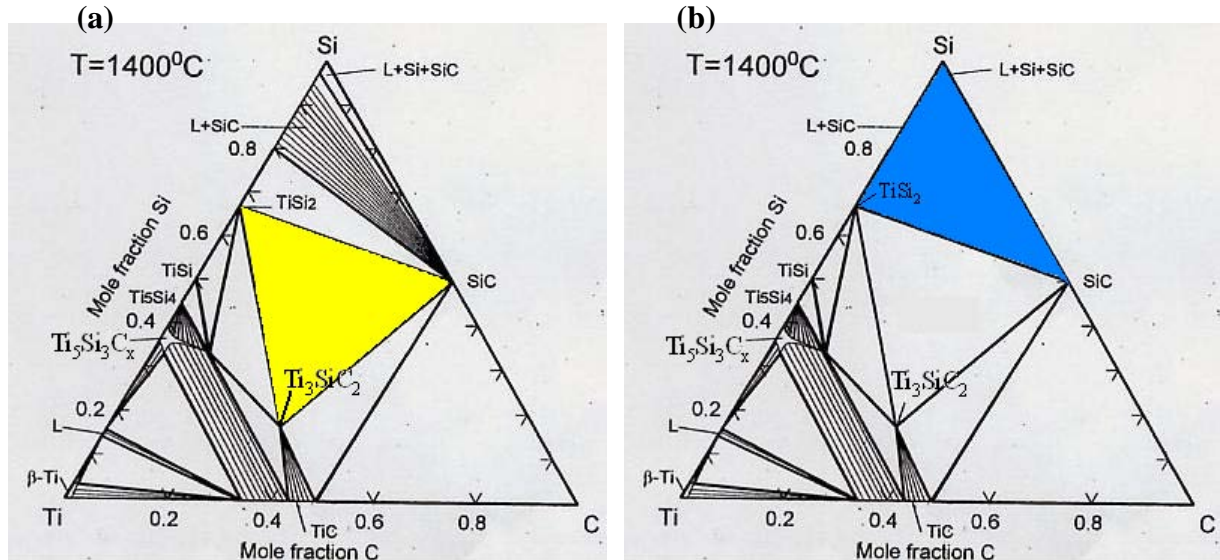 (a)
T=1400⁰C
Si
L+Si+SiC
L+SiC
0.8
TiSi2
Mole fraction Si
0.6
TiSi
SiC
Ti5Si4
0.4
Ti₅Si₃Cₓ
Ti₃SiC₂
0.2
L
β-Ti
Ti
0.2
0.4
0.6
0.8
C
TiC
Mole fraction C
(b)
T=1400⁰C
Si
L+Si+SiC
L+SiC
0.8
TiSi₂
Mole fraction Si
0.6
TiSi
SiC
Ti5Si4
0.4
Ti₅Si₃Cₓ
Ti₃SiC₂
0.2
L
β-Ti
Ti
0.2
0.4
0.6
0.8
C
TiC
Mole fraction C